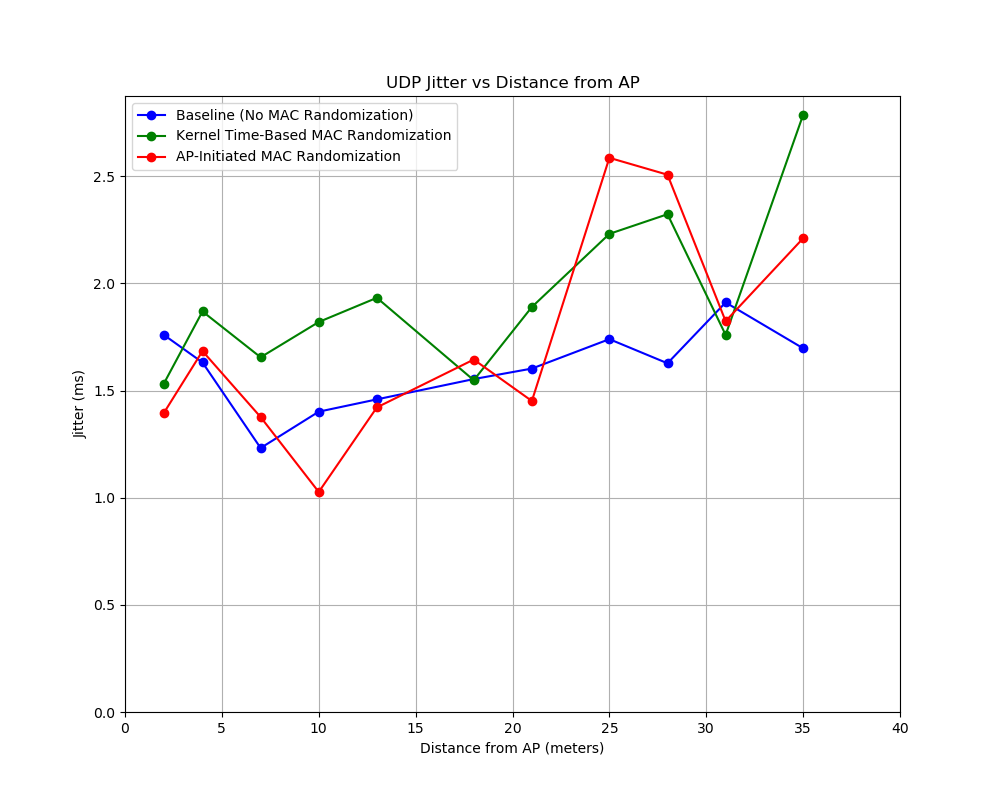 UDP Jitter vs Distance from AP
Baseline (No MAC Randomization)
Kernel Time-Based MAC Randomization
AP-Initiated MAC Randomization
Jitter (ms)
2.5
2.0
1.5
1.0
0.5
0.0
0 5 10 15 20 25 30 35 40
Distance from AP (meters)